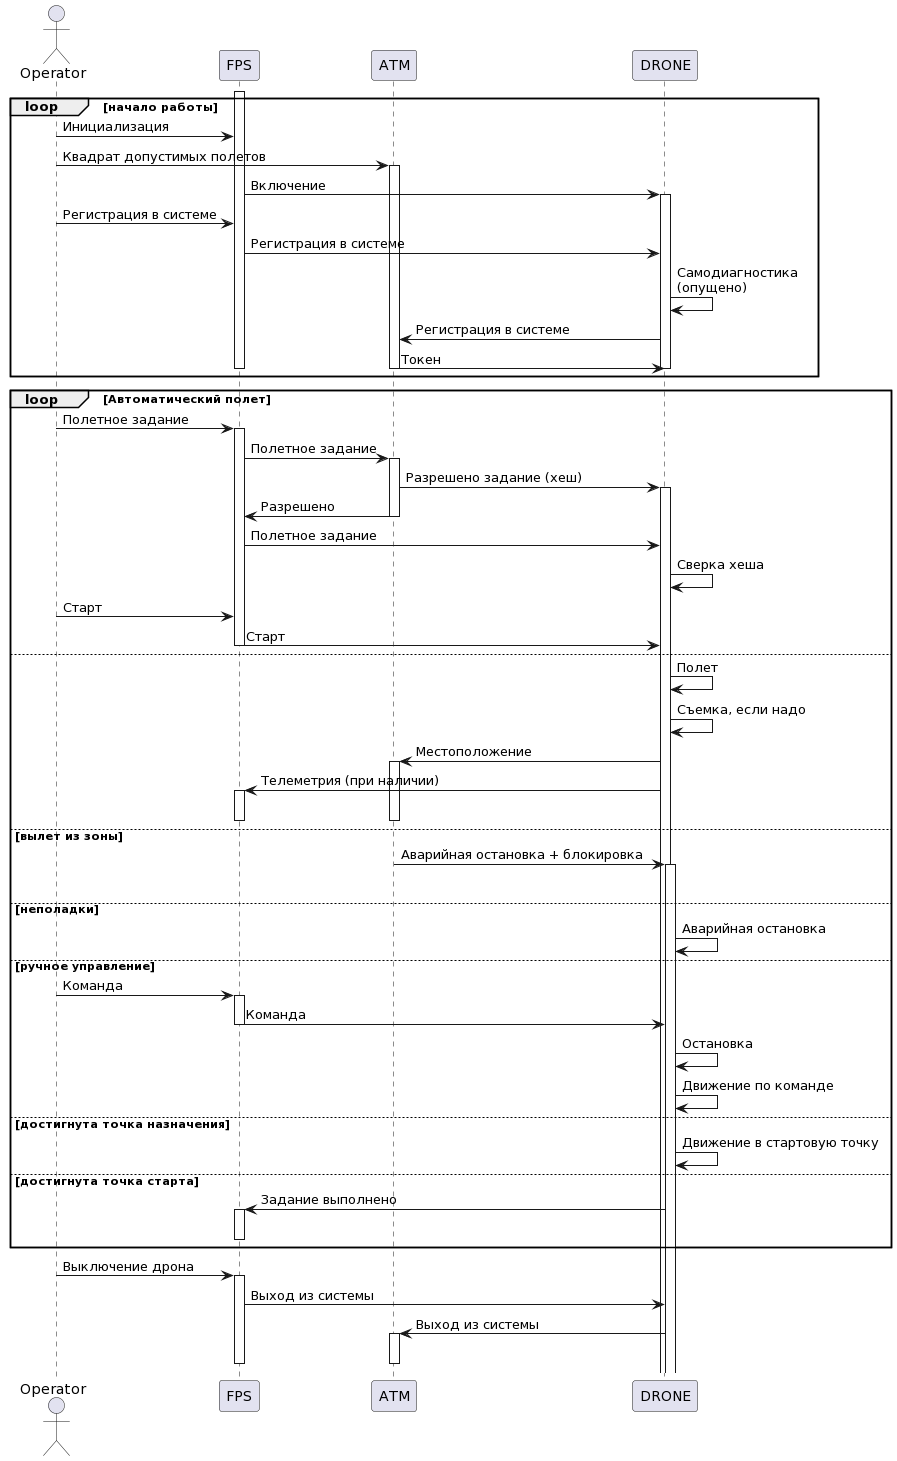 Operator
FPS
ATM
DRONE
loop [начало работы]
Инициализация
Квадрат допустимых полетов
Включение
Регистрация в системе
Регистрация в системе
Самодиагностика
(опущено)
Регистрация в системе
Токен
loop [Автоматический полет]
Полетное задание
Полетное задание
Разрешено задание (хеш)
Разрешено
Полетное задание
Сверка хеша
Старт
Старт
Полет
Съемка, если надо
Местоположение
Телеметрия (при наличии)
[вылет из зоны]
Аварийная остановка + блокировка
[неполадки]
Аварийная остановка
[ручное управление]
Команда
Команда
Остановка
Движение по команде
[достигнута точка назначения]
Движение в стартовую точку
[достигнута точка старта]
Задание выполнено
Выключение дрона
Выход из системы
Выход из системы
Operator
FPS
ATM
DRONE